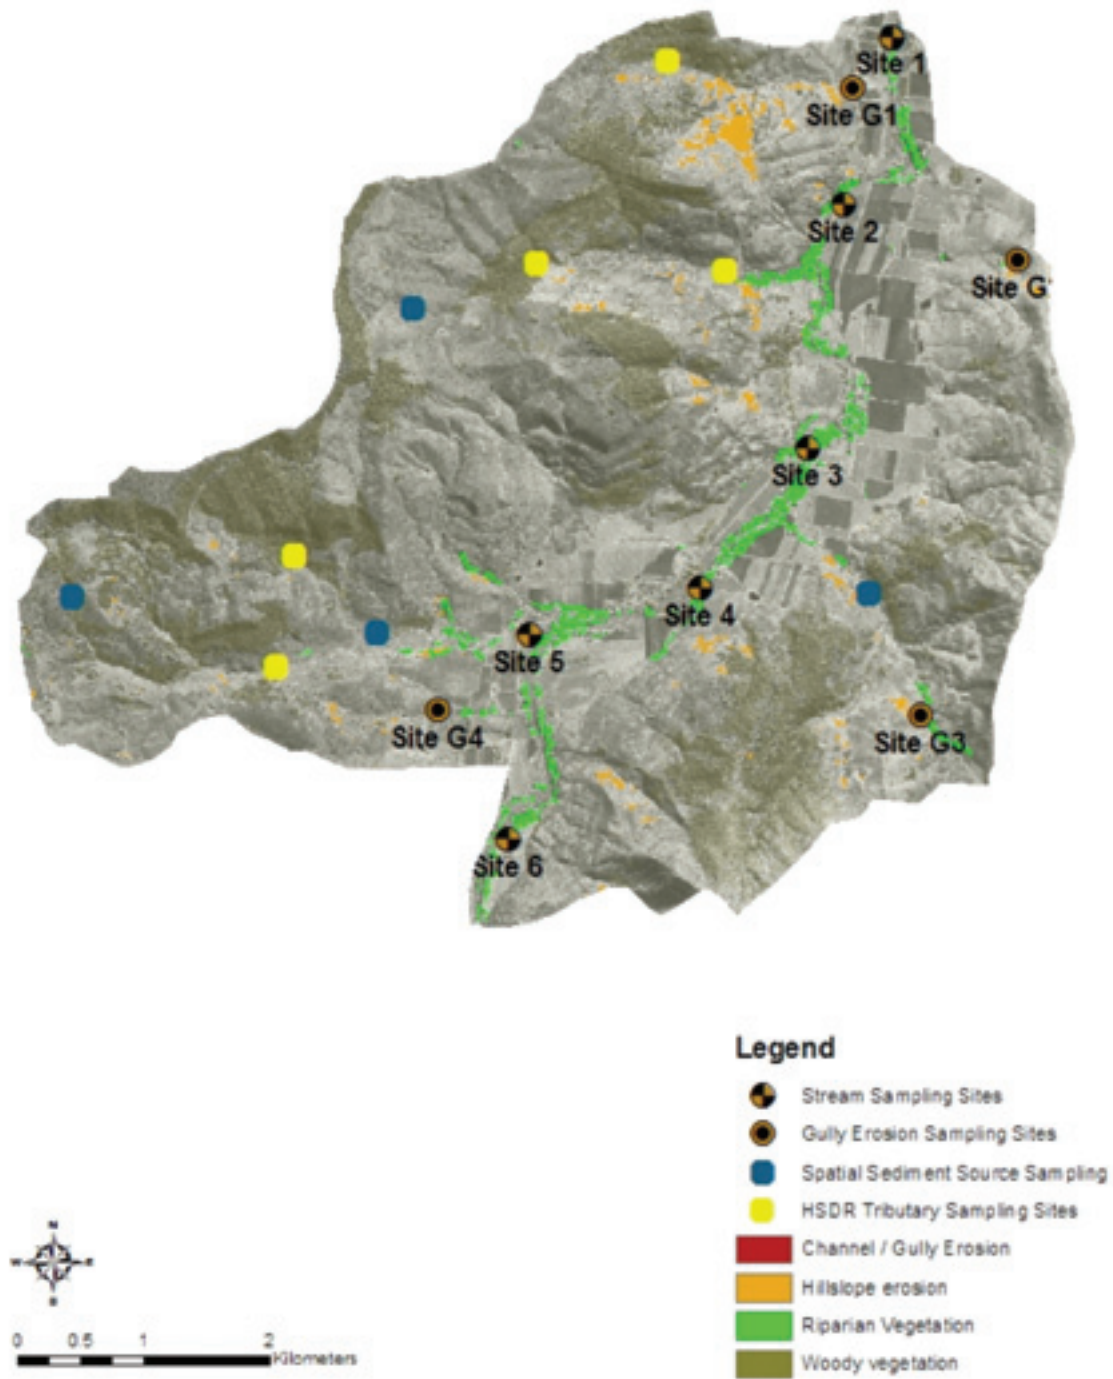 Site 1
Site G1
Site 2
Site G
Site 3
Site 4
Site 5
Site G4
Site G3
Site 6
Legend
Stream Sampling Sites
Gully Erosion Sampling Sites
Spatial Sediment Source Sampling
HSDR Tributary Sampling Sites
Channel / Gully Erosion
Hillslope erosion
Riparian Vegetation
Woody vegetation
N
W E
S
0 0.5 1 2
Kilometers